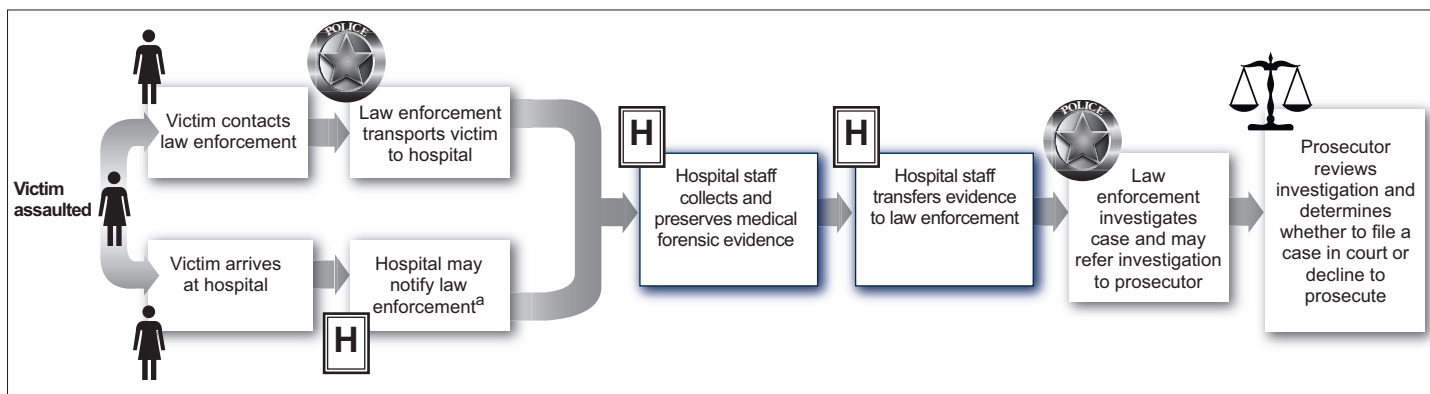 Victim
assaulted
POLICE
Victim contacts
law enforcement
Law enforcement
transports victim
to hospital
Victim arrives
at hospital
Hospital may
notify law
enforcementa
H
H
Hospital staff
collects and
preserves medical
forensic evidence
H
Hospital staff
transfers evidence
to law enforcement
POLICE
Law
enforcement
investigates
case and may
refer investigation
to prosecutor
Prosecutor
reviews
investigation and
determines
whether to file a
case in court or
decline to
prosecute